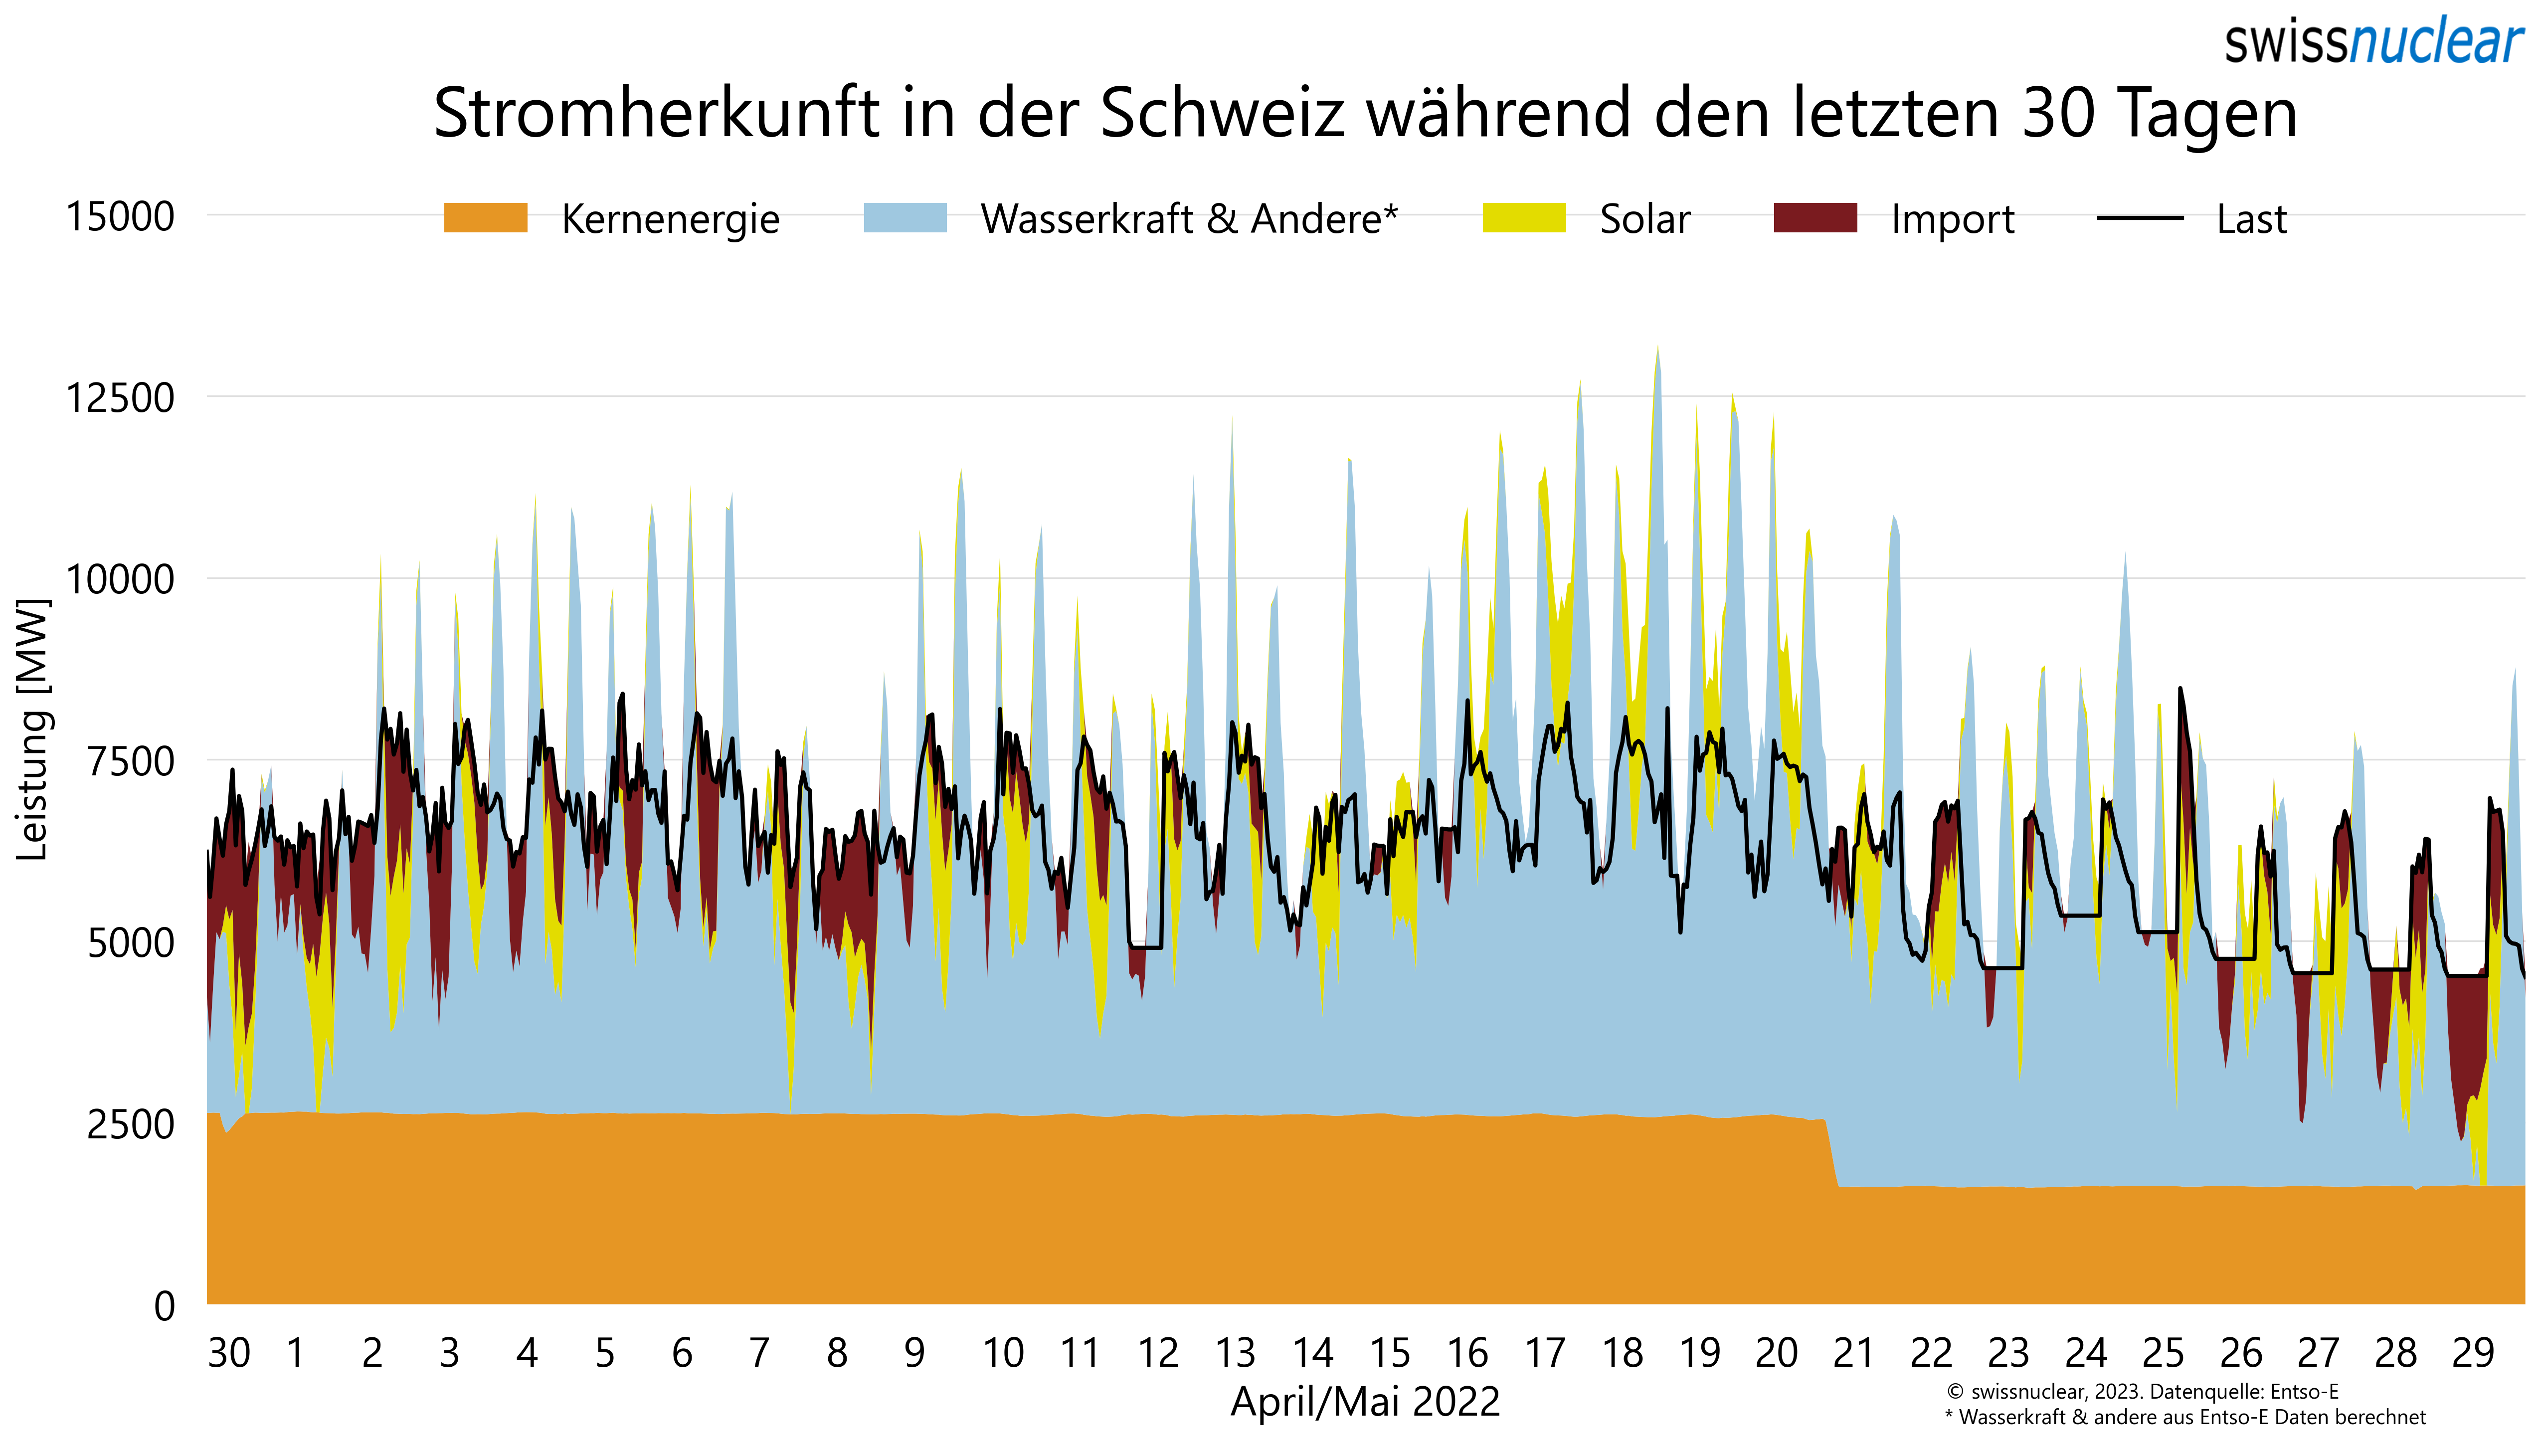 swissnuclear
Stromherkunft in der Schweiz während den letzten 30 Tagen
Kernenergie Wasserkraft & Andere* Solar Import Last
15000
12500
10000
7500
5000
2500
0
Leistung [MW]
30 1 2 3 4 5 6 7 8 9 10 11 12 13 14 15 16 17 18 19 20 21 22 23 24 25 26 27 28 29
April/Mai 2022
© swissnuclear, 2023. Datenquelle: Entso-E
* Wasserkraft & andere aus Entso-E Daten berechnet